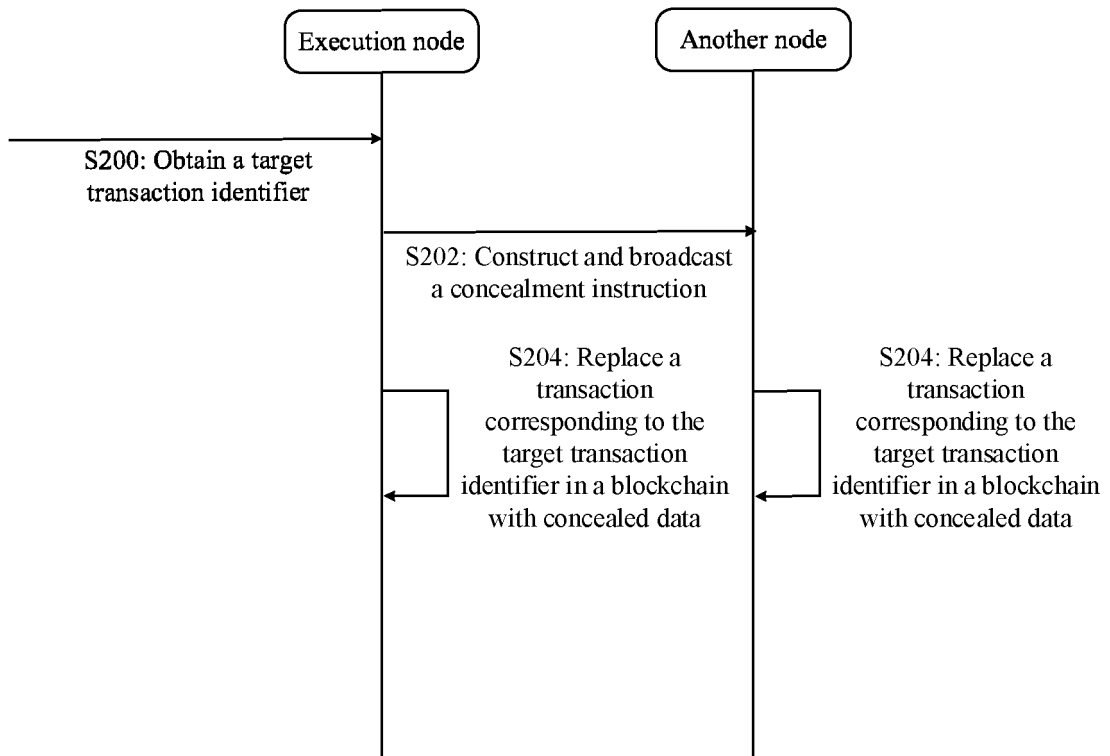 Execution node
Another node
S200: Obtain a target
transaction identifier
S202: Construct and broadcast
a concealment instruction
S204: Replace a
transaction
corresponding to the
target transaction
identifier in a blockchain
with concealed data
S204: Replace a
transaction
corresponding to the
target transaction
identifier in a blockchain
with concealed data